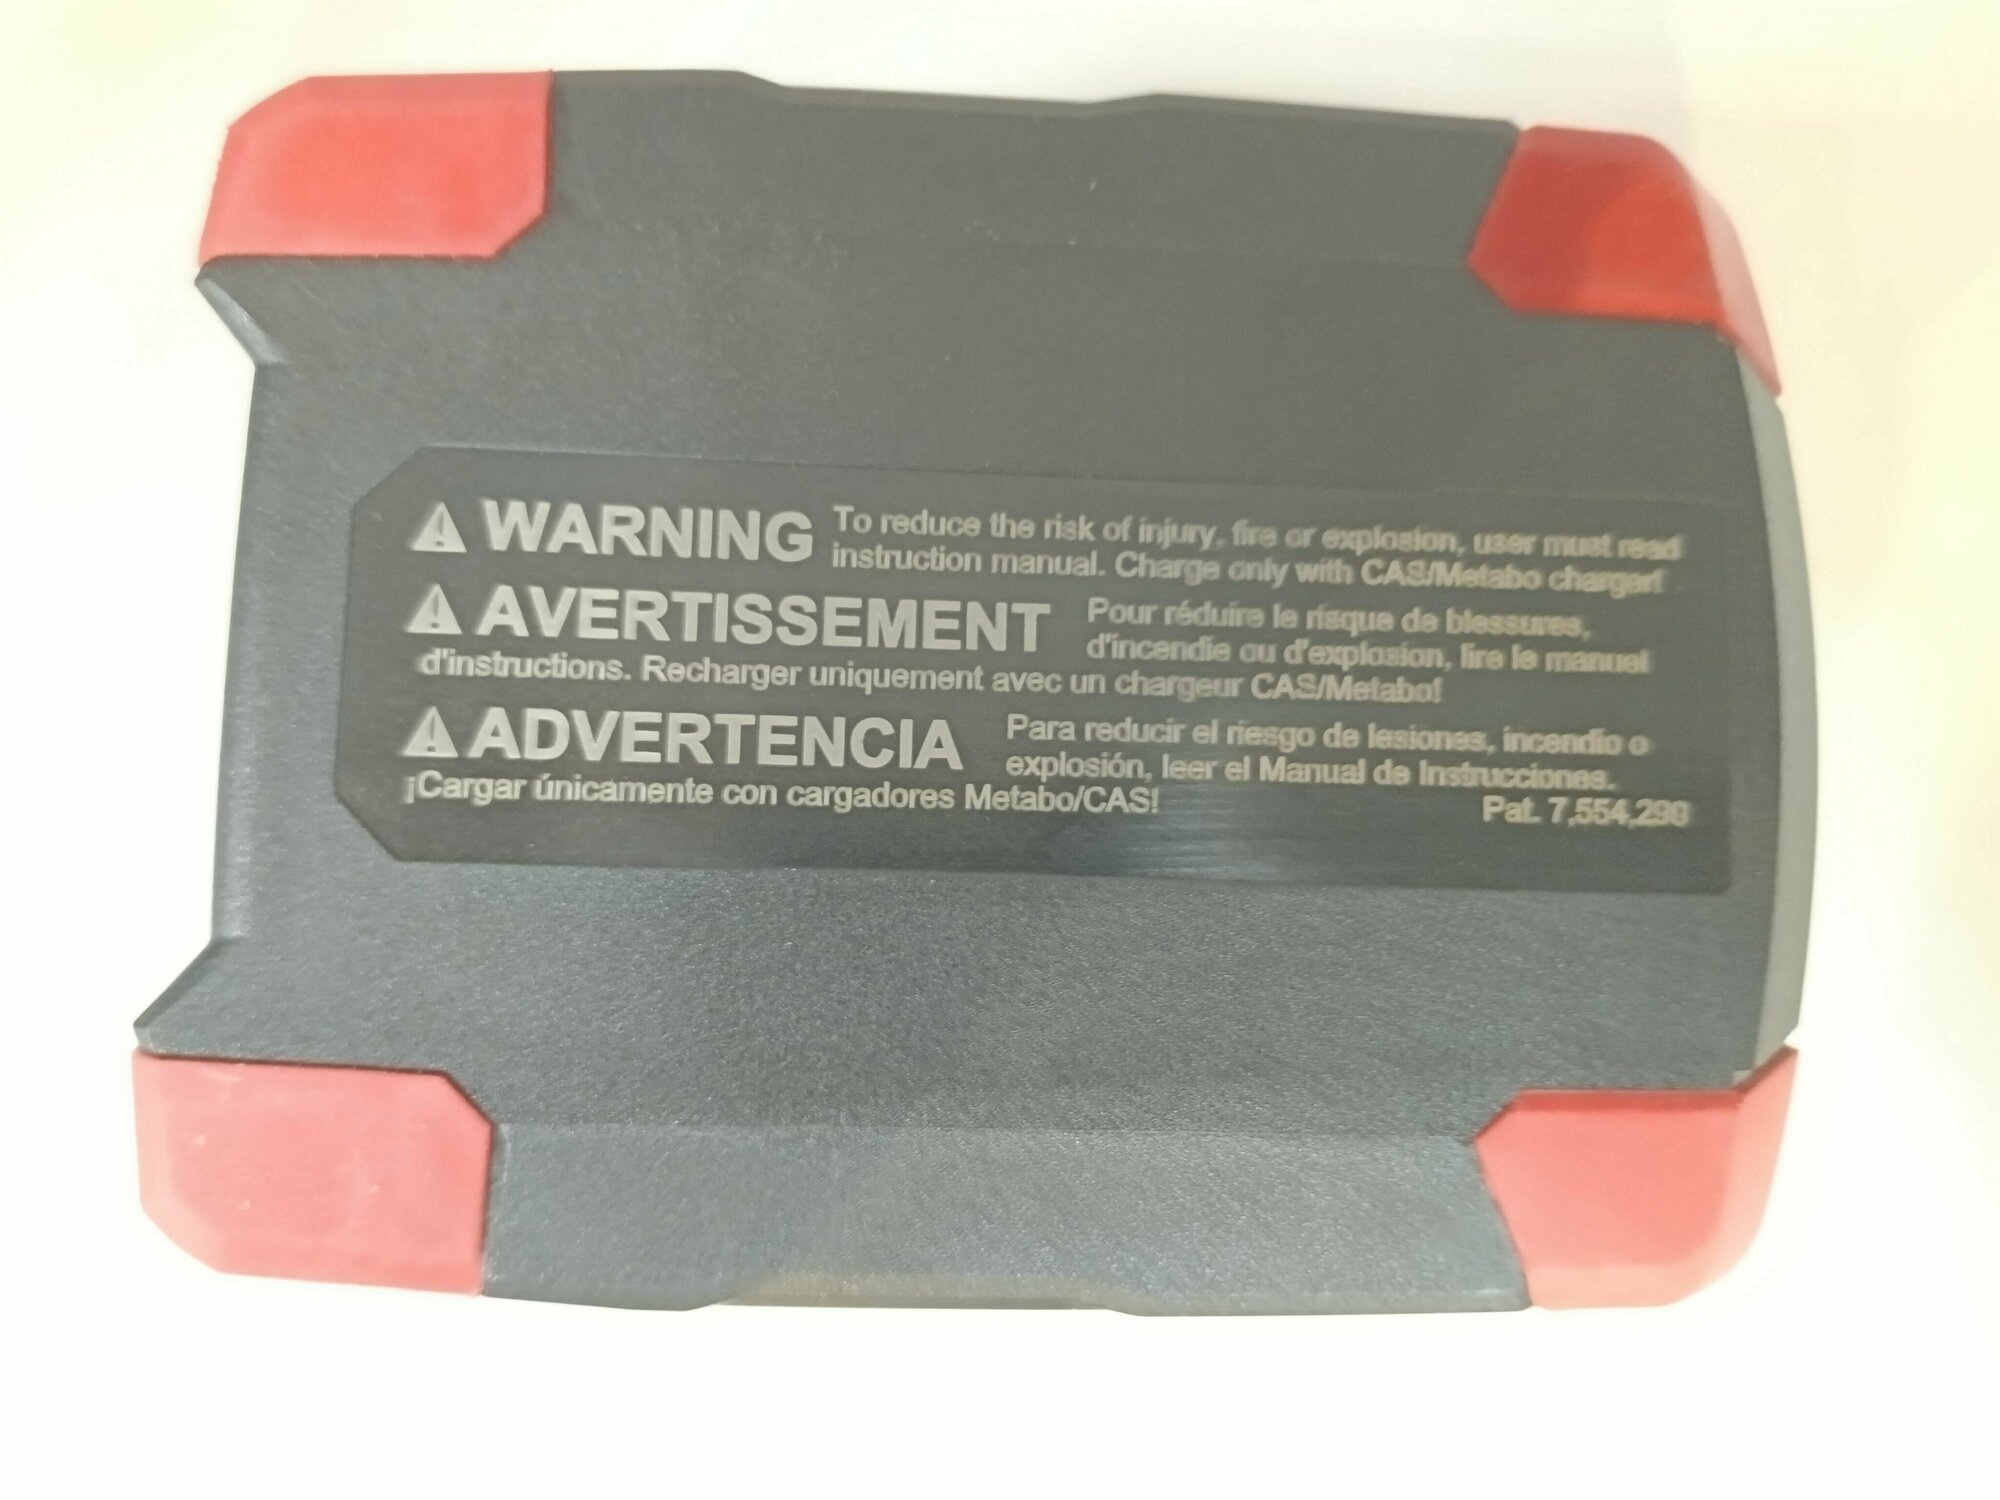 ⚠ WARNING To reduce the risk of injury, fire or explosion, user must read
instruction manual. Charge only with CAS/Metabo charger!
⚠ AVERTISSEMENT Pour réduire le risque de blessures,
d'incendie ou d'explosion, lire le manuel
d'instructions. Recharger uniquement avec un chargeur CAS/Metabo!
⚠ ADVERTENCIA Para reducir el riesgo de lesiones, incendio o
explosión, leer el Manual de Instrucciones.
¡Cargar únicamente con cargadores Metabo/CAS!
Pat. 7,554,290